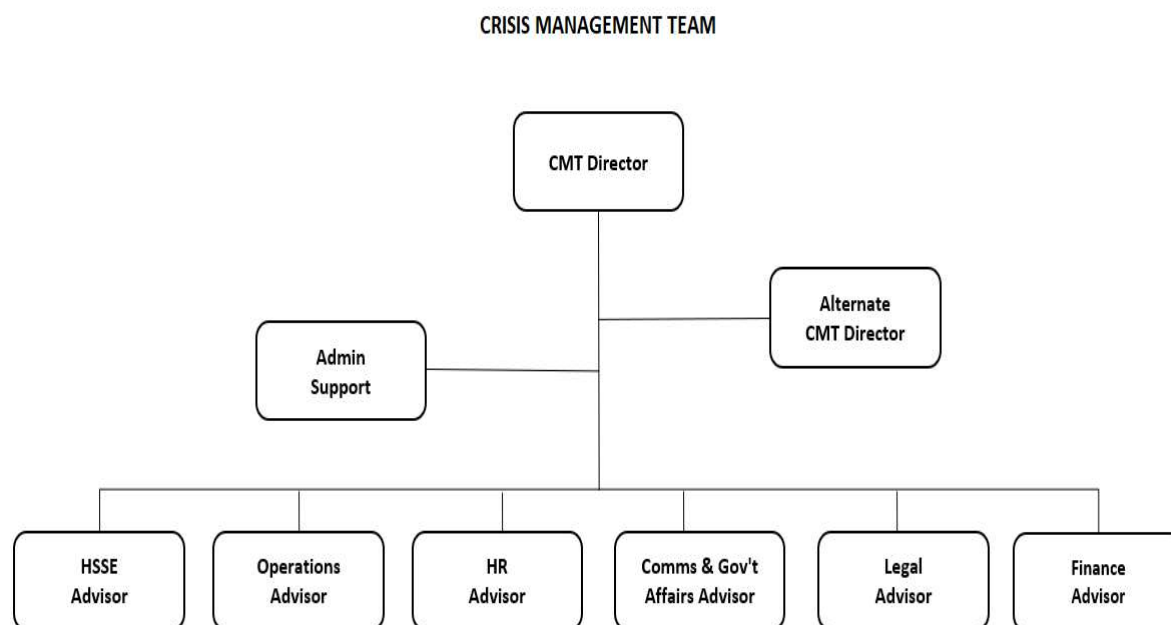 CRISIS MANAGEMENT TEAM
CMT Director
Alternate
CMT Director
Admin
Support
HSSE
Advisor
Operations
Advisor
HR
Advisor
Comms & Gov't
Affairs Advisor
Legal
Advisor
Finance
Advisor